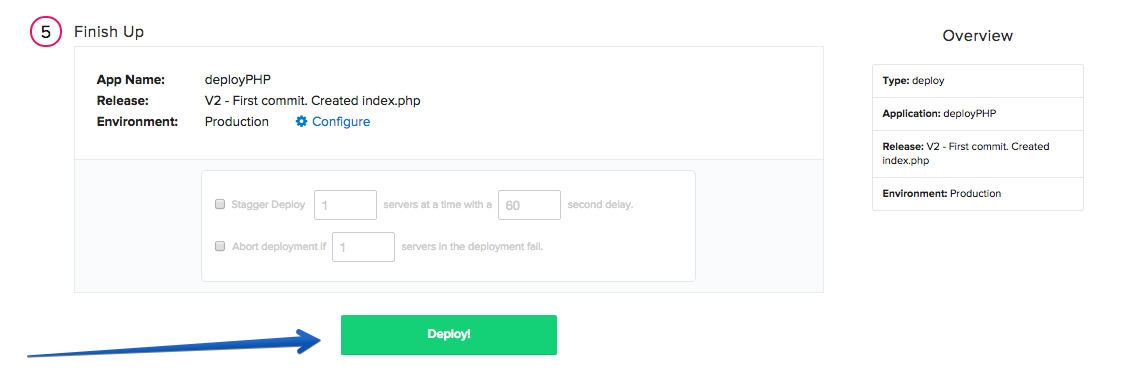 5 Finish Up
App Name: deployPHP
Release: V2 - First commit. Created index.php
Environment: Production Configure
Stagger Deploy 1 servers at a time with a 60 second delay.
Abort deployment if 1 servers in the deployment fail.
Deploy!
Overview
Type: deploy
Application: deployPHP
Release: V2 - First commit. Created
index.php
Environment: Production